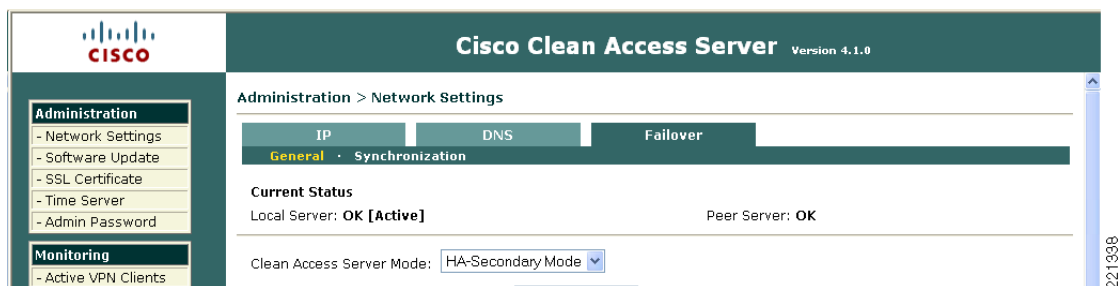 CISCO
Cisco Clean Access Server Version 4.1.0
Administration
- Network Settings
- Software Update
- SSL Certificate
- Time Server
- Admin Password
Monitoring
- Active VPN Clients
Administration > Network Settings
IP DNS Failover
General · Synchronization
Current Status
Local Server: OK [Active] Peer Server: OK
Clean Access Server Mode: HA-Secondary Mode
221338